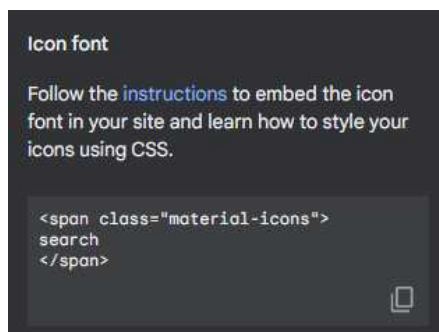 Icon font
Follow the instructions to embed the icon
font in your site and learn how to style your
icons using CSS.
<span class="material-icons">
search
</span>